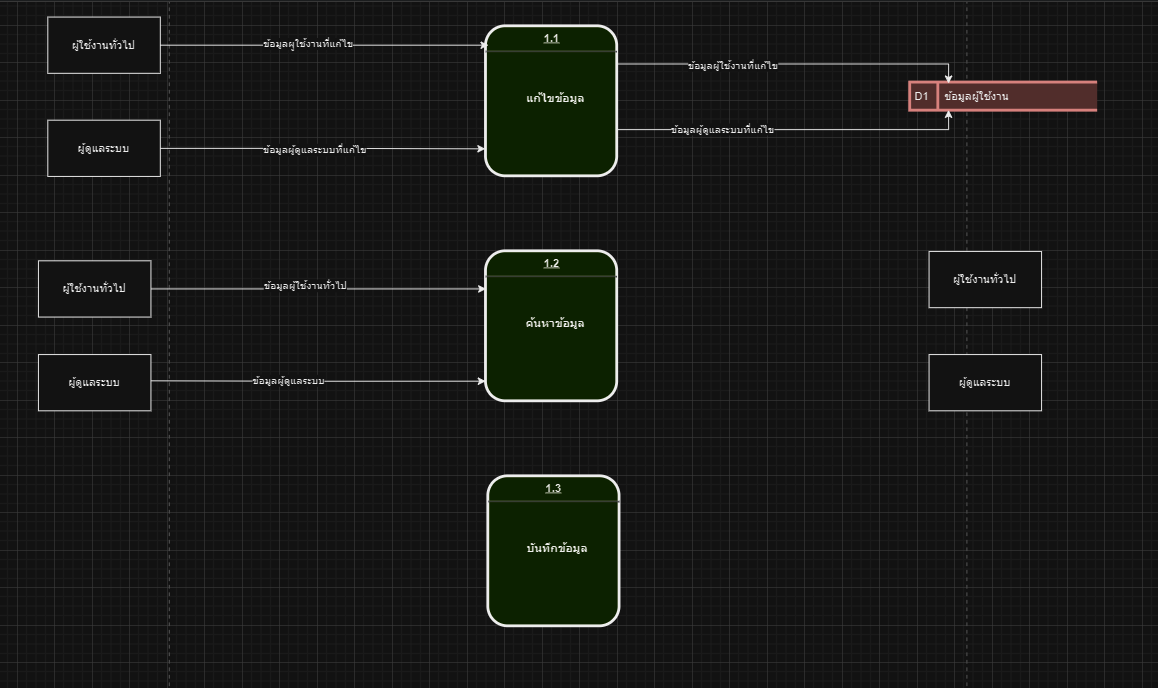 ผู้ใช้งานทั่วไป
ข้อมูลผู้ใช้งานที่แก้ไข
1.1
แก้ไขข้อมูล
ข้อมูลผู้ใช้งานที่แก้ไข
D1
ข้อมูลผู้ใช้งาน
ข้อมูลผู้ดูแลระบบที่แก้ไข
ผู้ดูแลระบบ
ข้อมูลผู้ดูแลระบบที่แก้ไข
ผู้ใช้งานทั่วไป
ข้อมูลผู้ใช้งานทั่วไป
1.2
ค้นหาข้อมูล
ผู้ใช้งานทั่วไป
ผู้ดูแลระบบ
ข้อมูลผู้ดูแลระบบ
ผู้ดูแลระบบ
1.3
บันทึกข้อมูล